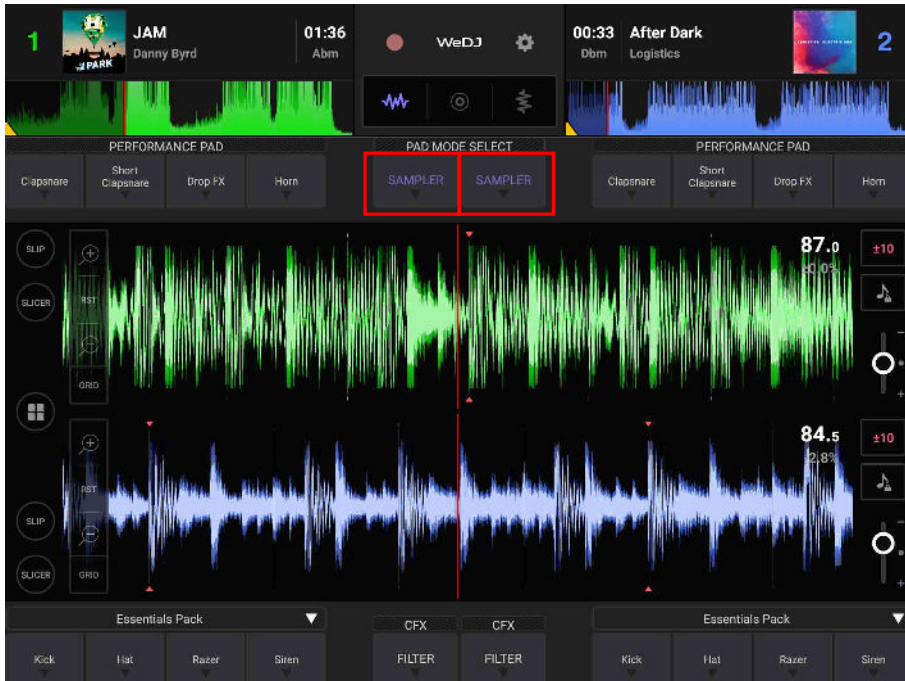 1
PARK
JAM
Danny Byrd
01:36
Abm
WeDJ
00:33
Dbm
After Dark
Logistics
2
PERFORMANCE PAD
PAD MODE SELECT
PERFORMANCE PAD
Clapsnare
Short
Clapsnare
Drop FX
Horn
SAMPLER
SAMPLER
Clapsnare
Short
Clapsnare
Drop FX
Horn
SLIP
SLICER
RST
GRID
87.0
±0.0%
±10
RST
GRID
84.5
-2.8%
±10
SLIP
SLICER
Essentials Pack
CFX
CFX
Essentials Pack
Kick
Hat
Razer
Siren
FILTER
FILTER
Kick
Hat
Razer
Siren